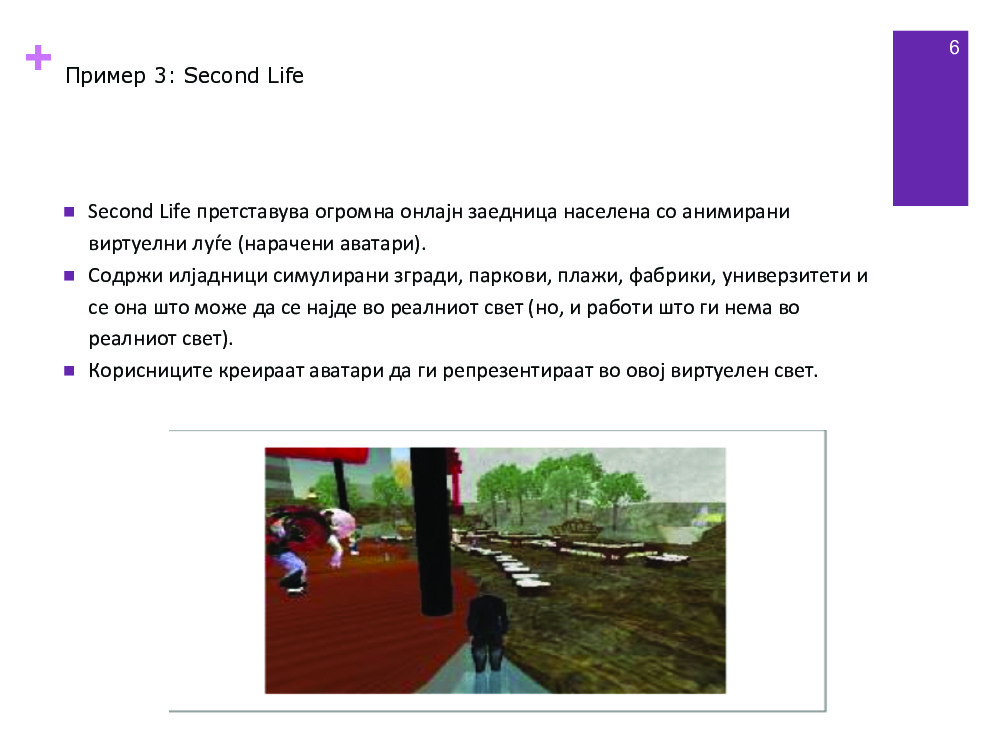 6
Пример 3: Second Life
Second Life претставува огромна онлајн заедница населена со анимирани
виртуелни луѓе (нарачени аватари).
Содржи илјадници симулирани згради, паркови, плажи, фабрики, универзитети и
се она што може да се најде во реалниот свет (но, и работи што ги нема во
реалниот свет).
Корисниците креираат аватари да ги репрезентираат во овој виртуелен свет.